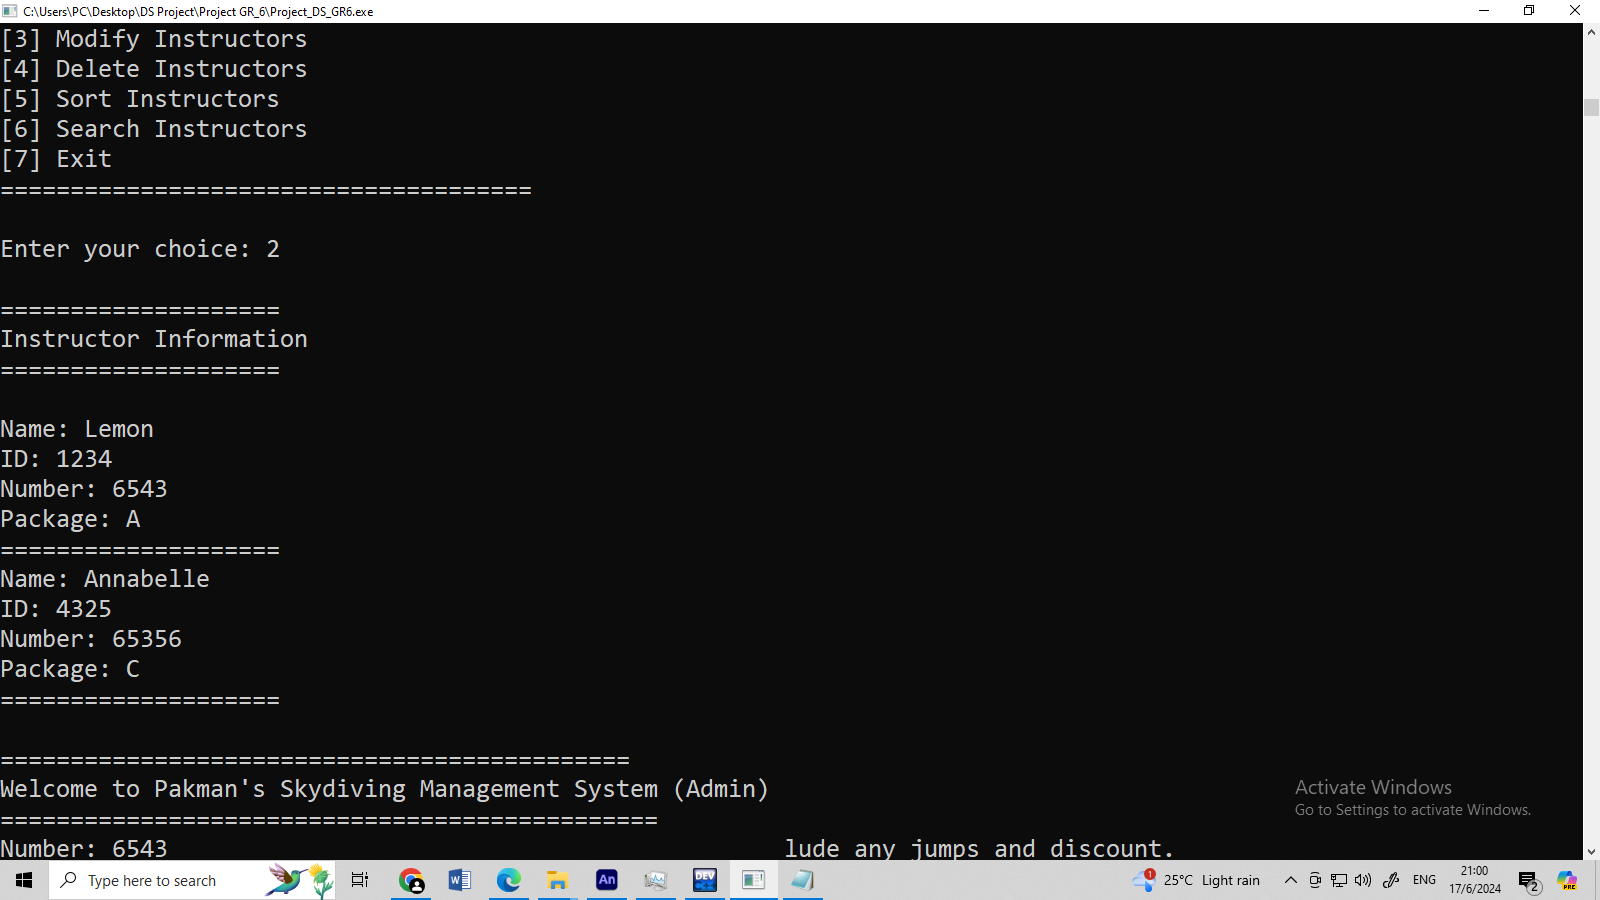 C:\Users\PC\Desktop\DS Project\Project GR_6\Project_DS_GR6.exe
[3] Modify Instructors
[4] Delete Instructors
[5] Sort Instructors
[6] Search Instructors
[7] Exit
======================================
Enter your choice: 2
====================
Instructor Information
====================
Name: Lemon
ID: 1234
Number: 6543
Package: A
====================
Name: Annabelle
ID: 4325
Number: 65356
Package: C
====================
=============================================
Welcome to Pakman's Skydiving Management System (Admin)
===============================================
Number: 6543 lude any jumps and discount.
Activate Windows
Go to Settings to activate Windows.
Type here to search
An
DEV
1
25°C Light rain
ENG
21:00
17/6/2024
2
PRE